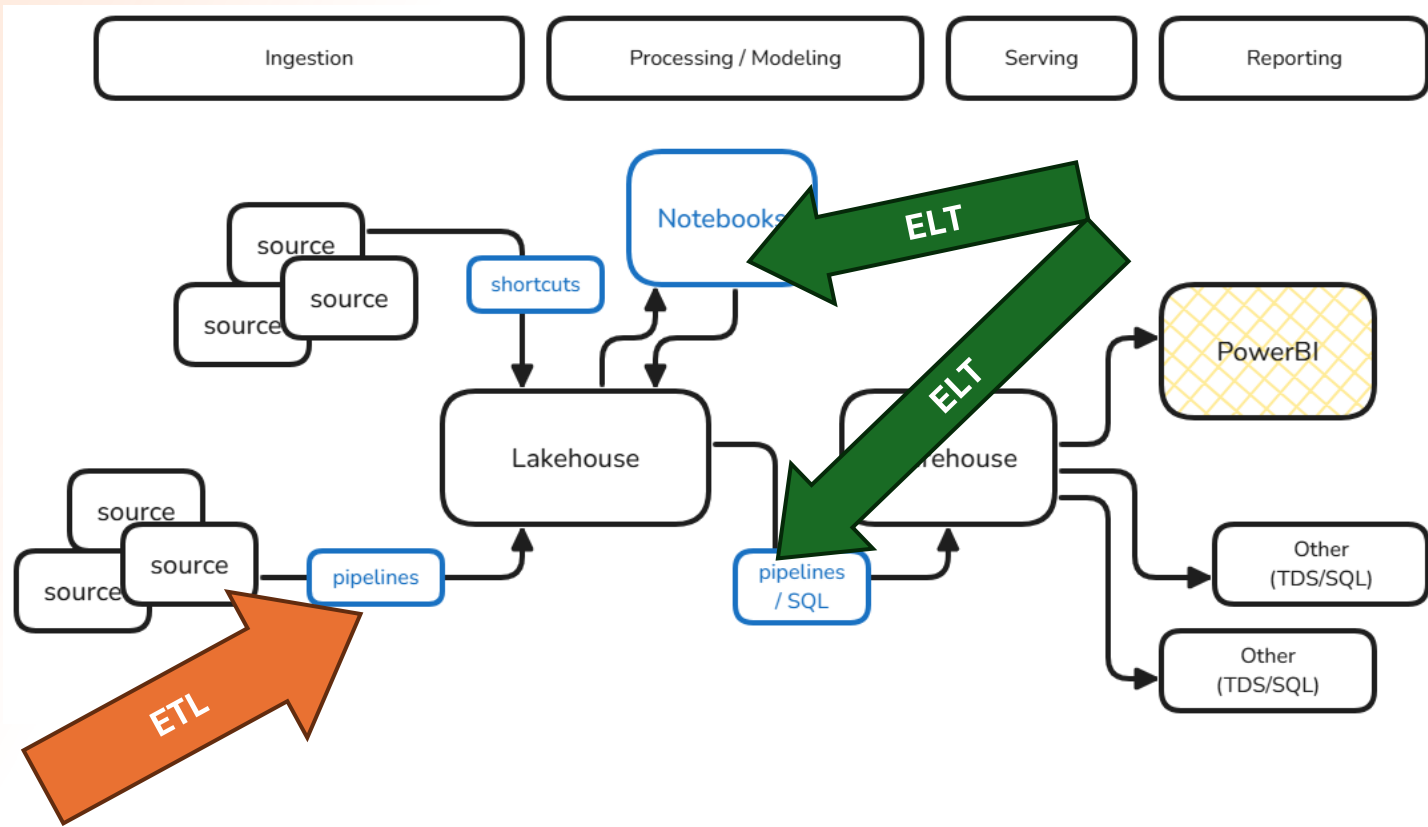 Ingestion
Processing / Modeling
Serving
Reporting
source
source
source
shortcuts
Notebooks
ELT
ELT
PowerBI
Lakehouse
rehouse
source
source
source
pipelines
pipelines
/ SQL
Other
(TDS/SQL)
Other
(TDS/SQL)
ETL